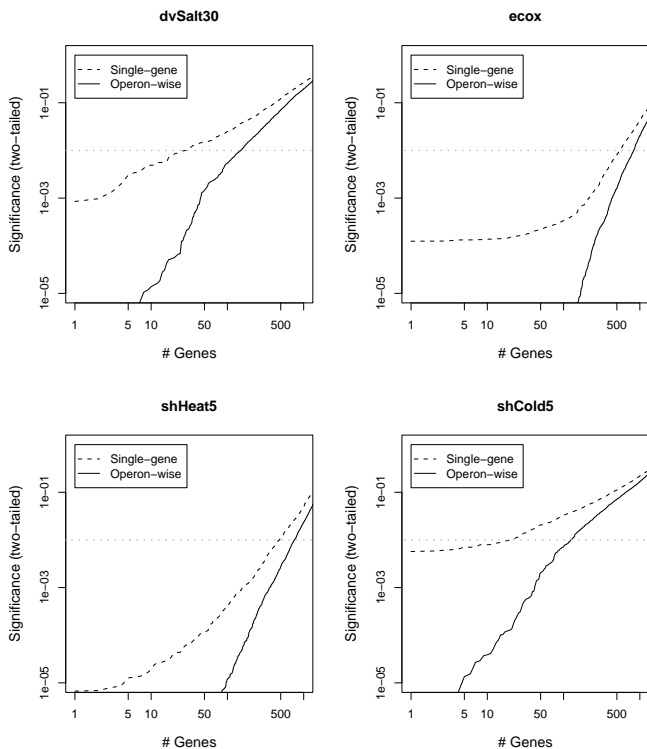 dvSalt30
Single-gene
Operon-wise
Significance (two-tailed)
1e-05 1e-03 1e-01
1 5 10 50 500
# Genes
ecox
Single-gene
Operon-wise
Significance (two-tailed)
1e-05 1e-03 1e-01
1 5 10 50 500
# Genes
shHeat5
Single-gene
Operon-wise
Significance (two-tailed)
1e-05 1e-03 1e-01
1 5 10 50 500
# Genes
shCold5
Single-gene
Operon-wise
Significance (two-tailed)
1e-05 1e-03 1e-01
1 5 10 50 500
# Genes